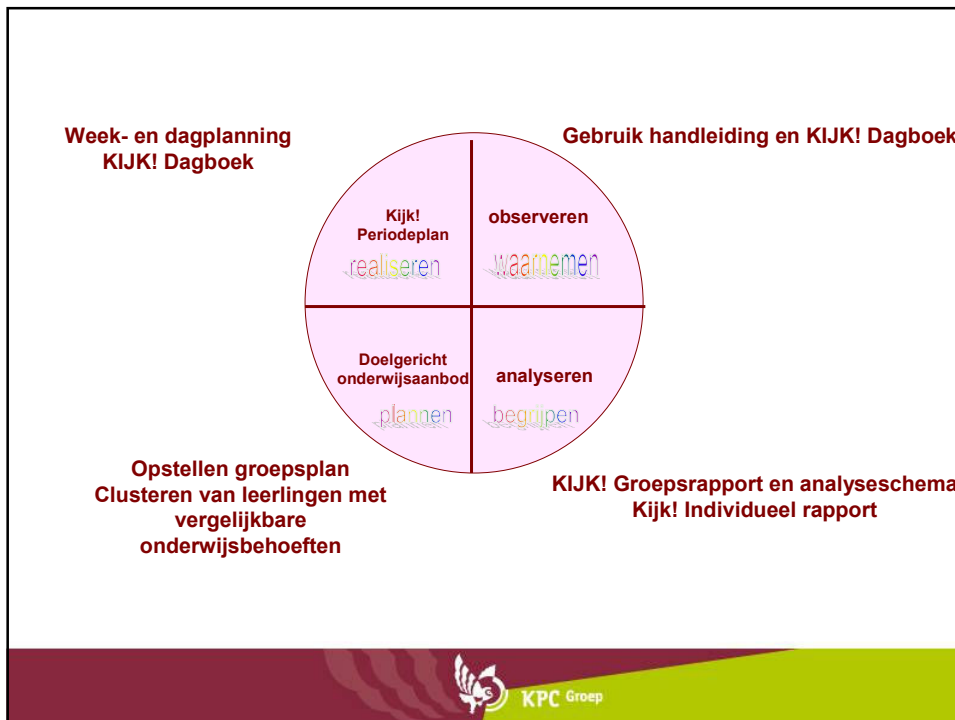 Week- en dagplanning
KIJK! Dagboek
Gebruik handleiding en KIJK! Dagboek
Kijk!
Periodeplan
realiseren
observeren
waarnemen
Doelgericht
onderwijsaanbod
plannen
analyseren
begrijpen
Opstellen groepsplan
Clusteren van leerlingen met
vergelijkbare
onderwijsbehoeften
KIJK! Groepsrapport en analyseschema
Kijk! Individueel rapport
KPC Groep